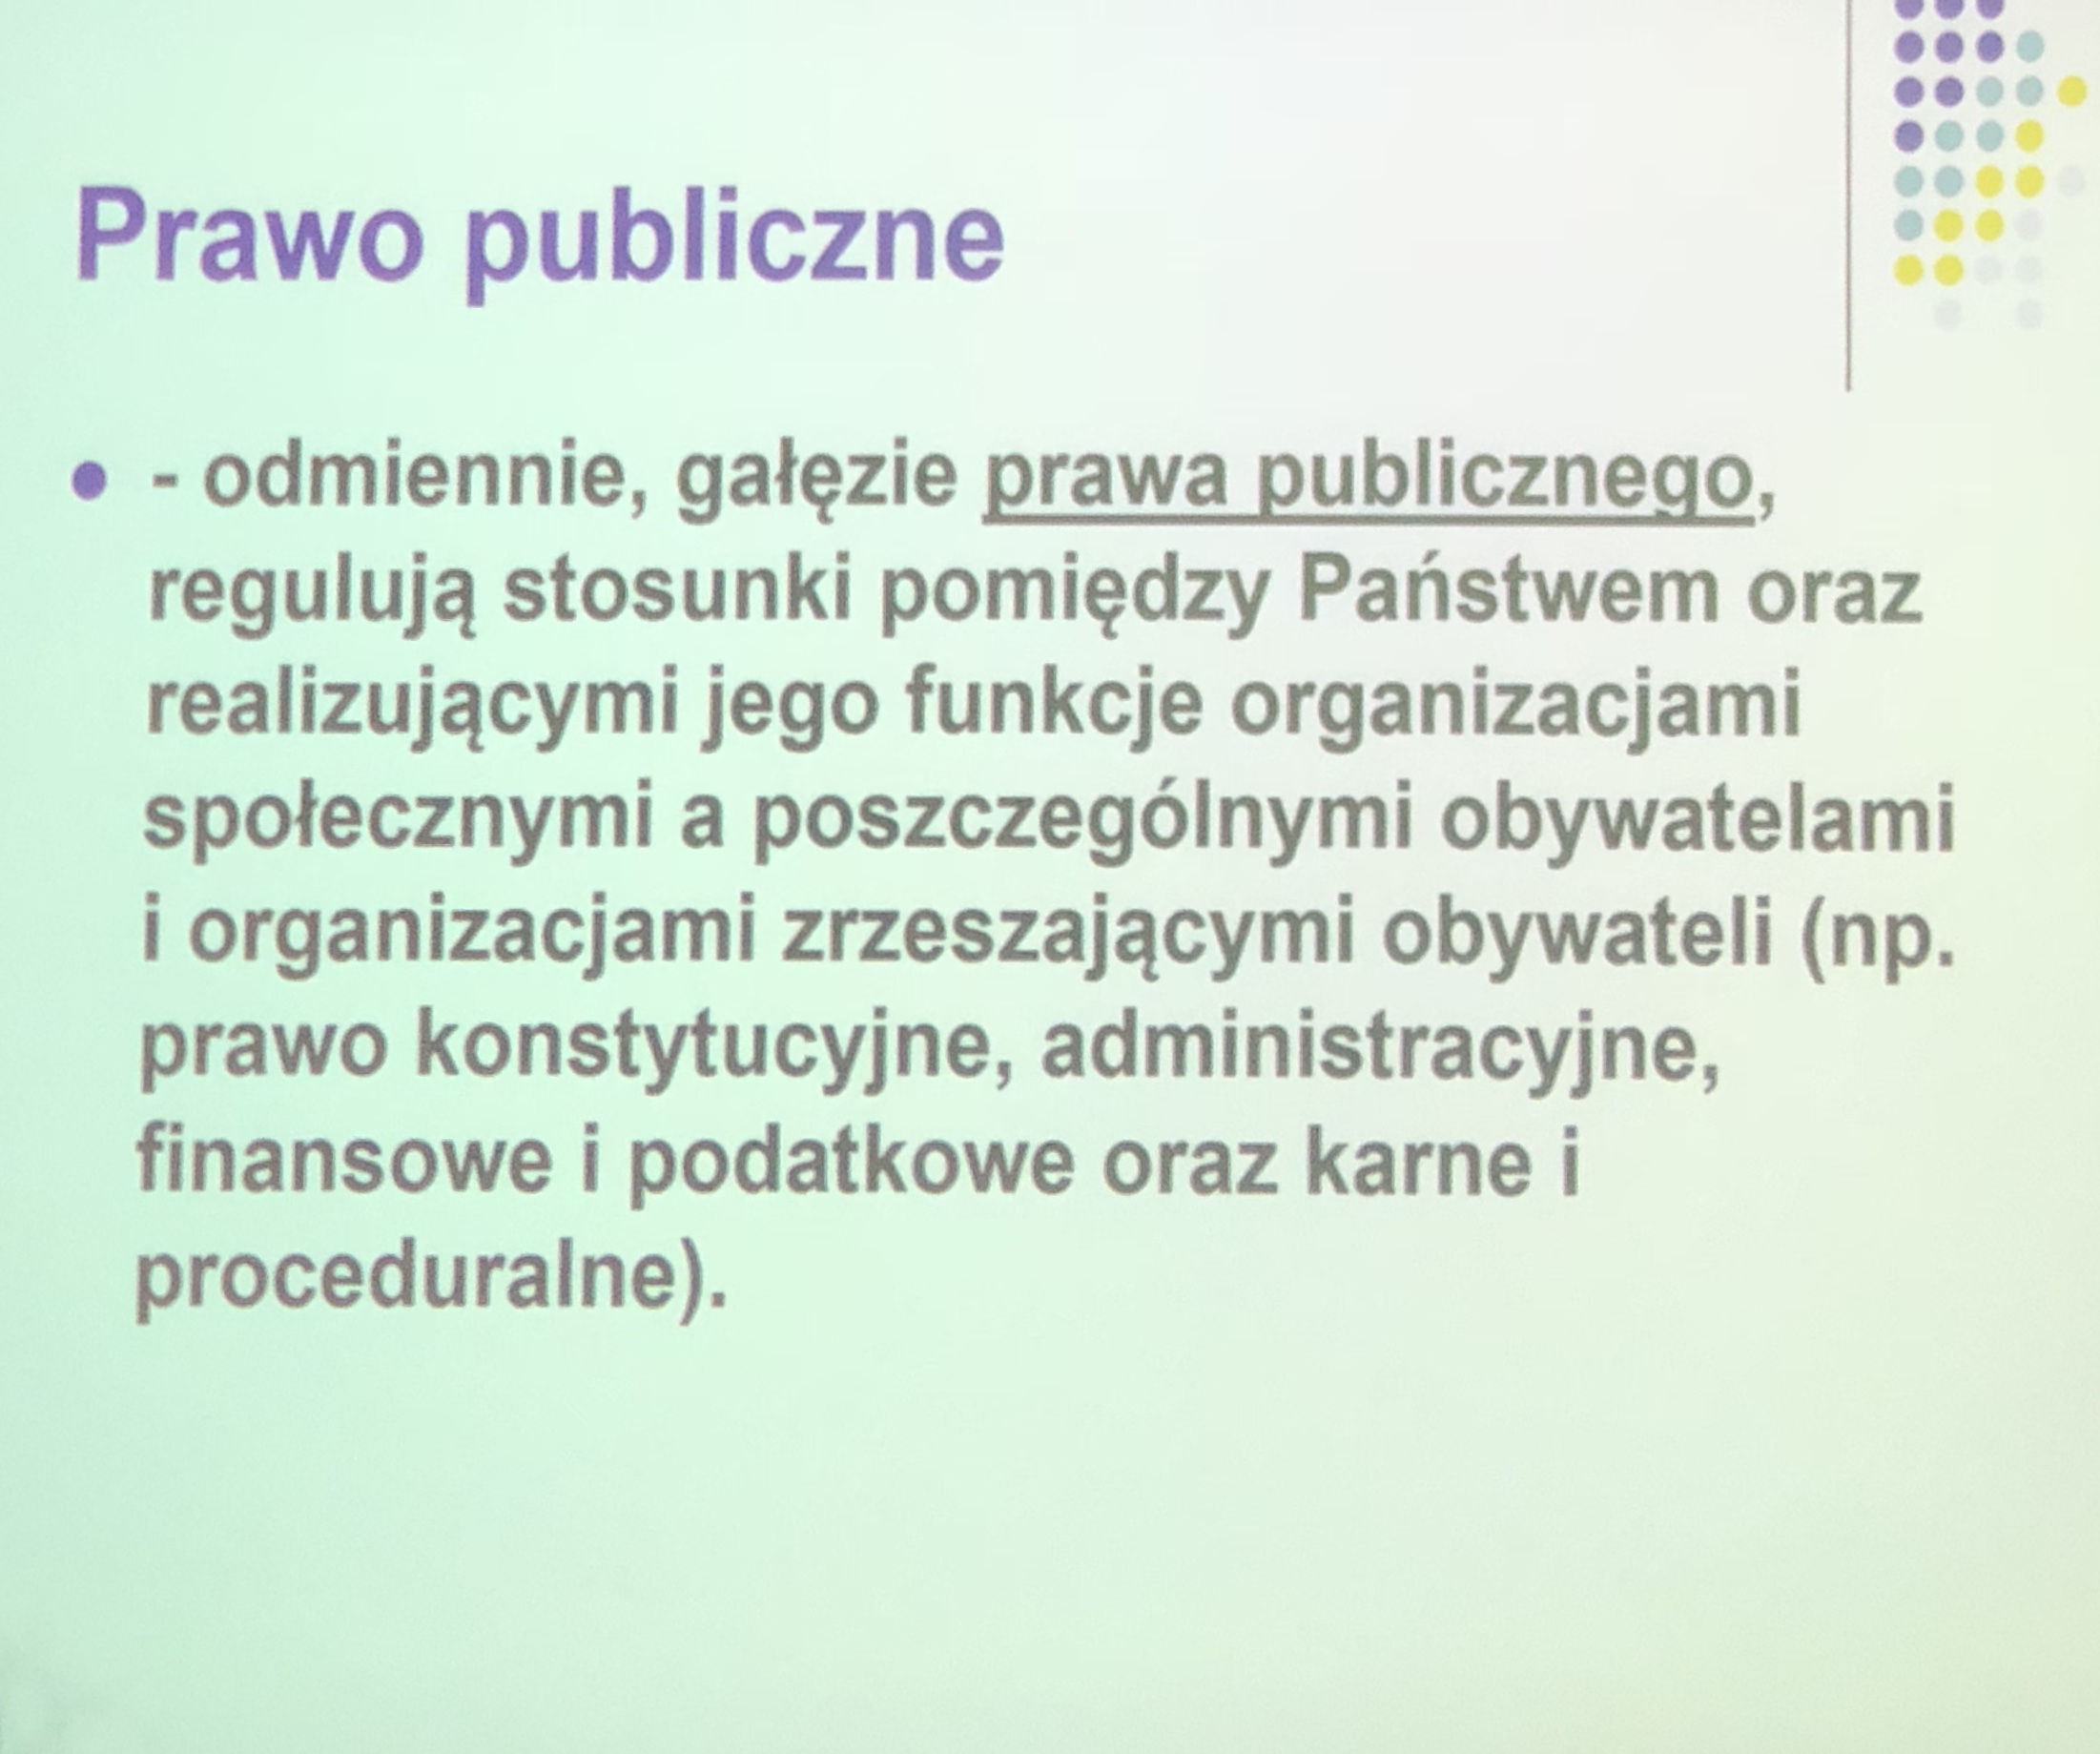 Prawo publiczne
- odmiennie, gałęzie prawa publicznego,
regulują stosunki pomiędzy Państwem oraz
realizującymi jego funkcje organizacjami
społecznymi a poszczególnymi obywatelami
i organizacjami zrzeszającymi obywateli (np.
prawo konstytucyjne, administracyjne,
finansowe i podatkowe oraz karne i
proceduralne).